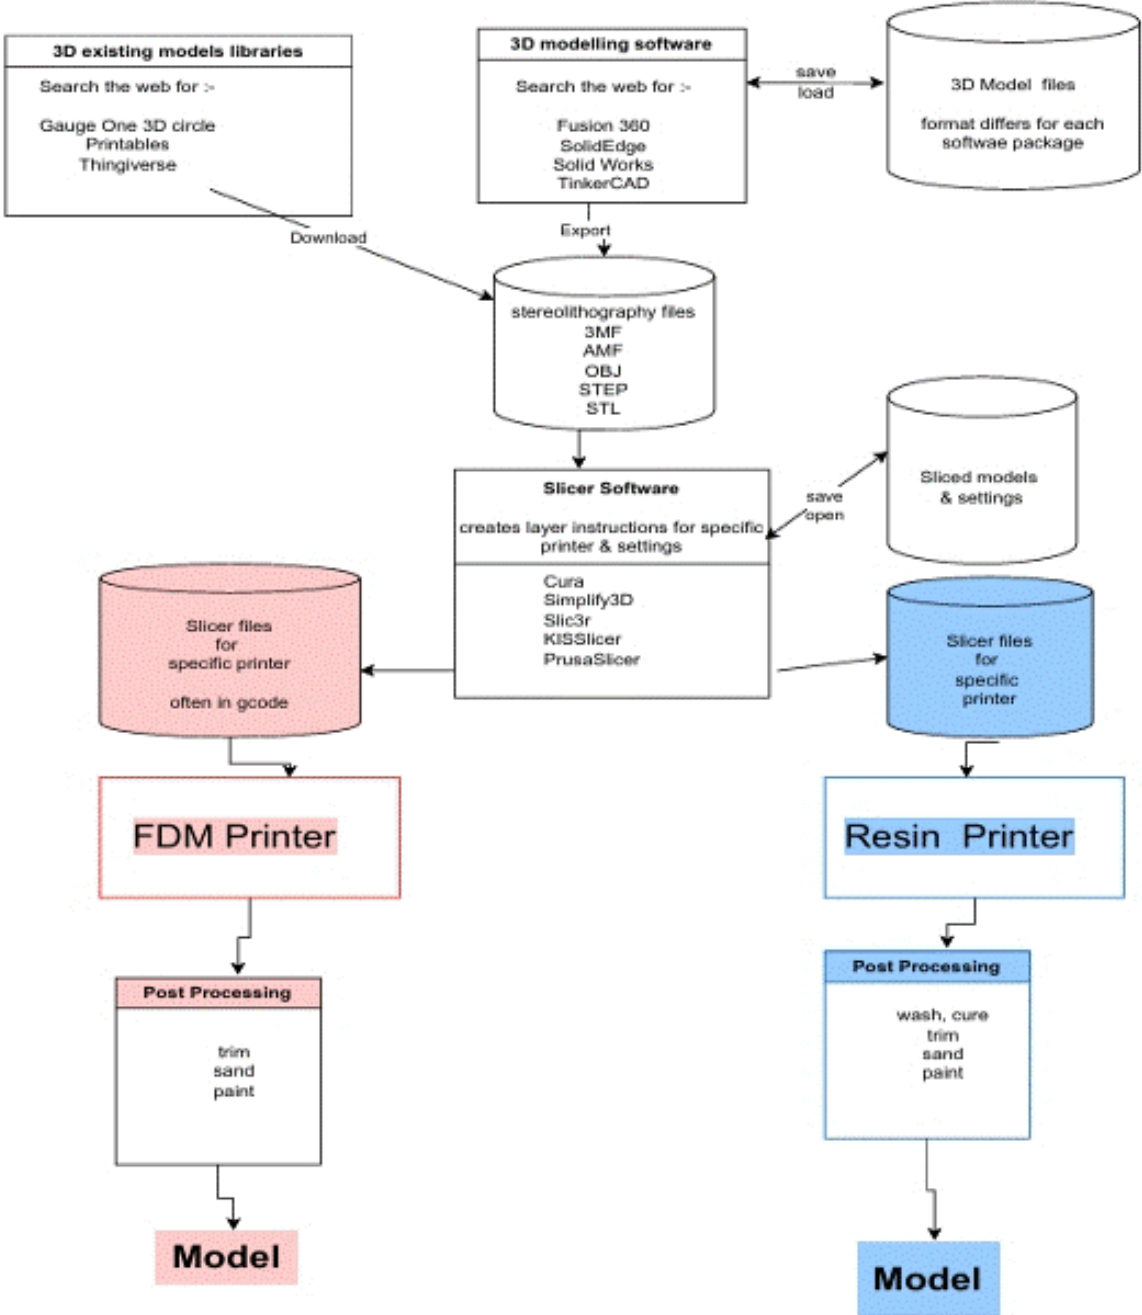 3D existing models libraries
Search the web for :-
Gauge One 3D circle
Printables
Thingiverse
3D modelling software
Search the web for :-
Fusion 360
SolidEdge
Solid Works
TinkerCAD
save
load
3D Model files
format differs for each
softwae package
Download
Export
stereolithography files
3MF
AMF
OBJ
STEP
STL
Slicer Software
creates layer instructions for specific
printer & settings
Cura
Simplify3D
Slic3r
KISSlicer
PrusaSlicer
save
open
Sliced models
& settings
Slicer files
for
specific printer
often in gcode
Slicer files
for
specific
printer
FDM Printer
Resin Printer
Post Processing
trim
sand
paint
Post Processing
wash, cure
trim
sand
paint
Model
Model